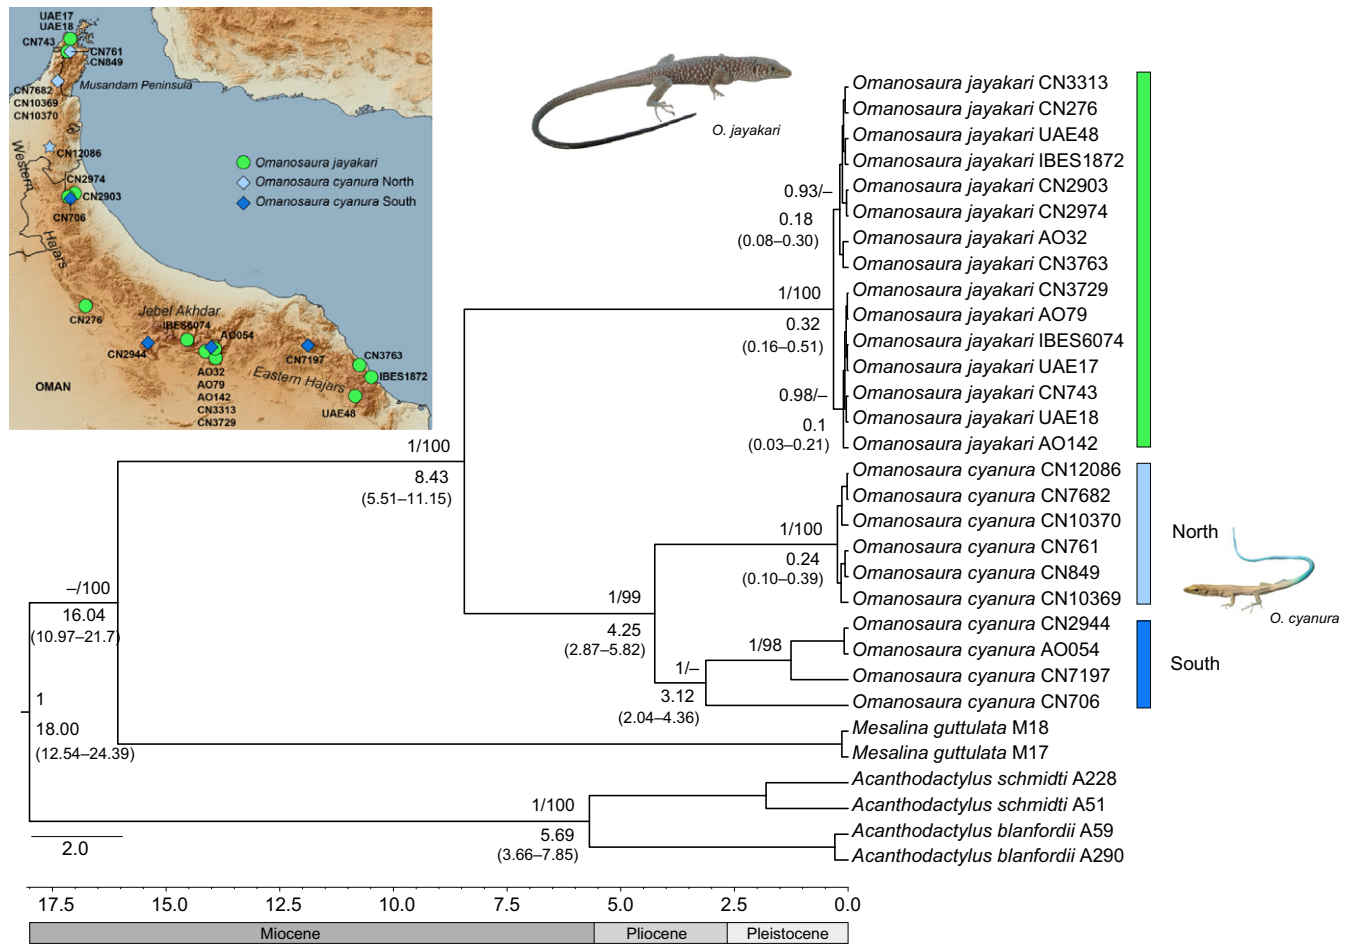 UAE17
UAE18
CN743
CN761
CN849
Musandam Peninsula
CN7682
CN10369
CN10370
CN12086
Western
Hajars
CN2974
CN2903
CN706
Omanosaura jayakari
Omanosaura cyanura North
Omanosaura cyanura South
CN276
Jebel Akhdar
IBES6074
AO054
CN2944
CN7197
CN3763
IBES1872
Eastern Hajars
UAE48
AO32
AO79
AO142
CN3313
CN3729
OMAN
O. jayakari
Omanosaura jayakari CN3313
Omanosaura jayakari CN276
Omanosaura jayakari UAE48
Omanosaura jayakari IBES1872
Omanosaura jayakari CN2903
Omanosaura jayakari CN2974
Omanosaura jayakari AO32
Omanosaura jayakari CN3763
Omanosaura jayakari CN3729
Omanosaura jayakari AO79
Omanosaura jayakari IBES6074
Omanosaura jayakari UAE17
Omanosaura jayakari CN743
Omanosaura jayakari UAE18
Omanosaura jayakari AO142
Omanosaura cyanura CN12086
Omanosaura cyanura CN7682
Omanosaura cyanura CN10370
Omanosaura cyanura CN761
Omanosaura cyanura CN849
Omanosaura cyanura CN10369
Omanosaura cyanura CN2944
Omanosaura cyanura AO054
Omanosaura cyanura CN7197
Omanosaura cyanura CN706
Mesalina guttulata M18
Mesalina guttulata M17
Acanthodactylus schmidti A228
Acanthodactylus schmidti A51
Acanthodactylus blanfordii A59
Acanthodactylus blanfordii A290
North
South
O. cyanura
0.93/–
0.18
(0.08–0.30)
1/100
0.32
(0.16–0.51)
0.98/–
0.1
(0.03–0.21)
1/100
8.43
(5.51–11.15)
1/100
0.24
(0.10–0.39)
1/99
4.25
(2.87–5.82)
1/98
1/–
3.12
(2.04–4.36)
–/100
16.04
(10.97–21.7)
1
18.00
(12.54–24.39)
1/100
5.69
(3.66–7.85)
2.0
17.5 15.0 12.5 10.0 7.5 5.0 2.5 0.0
Miocene Pliocene Pleistocene